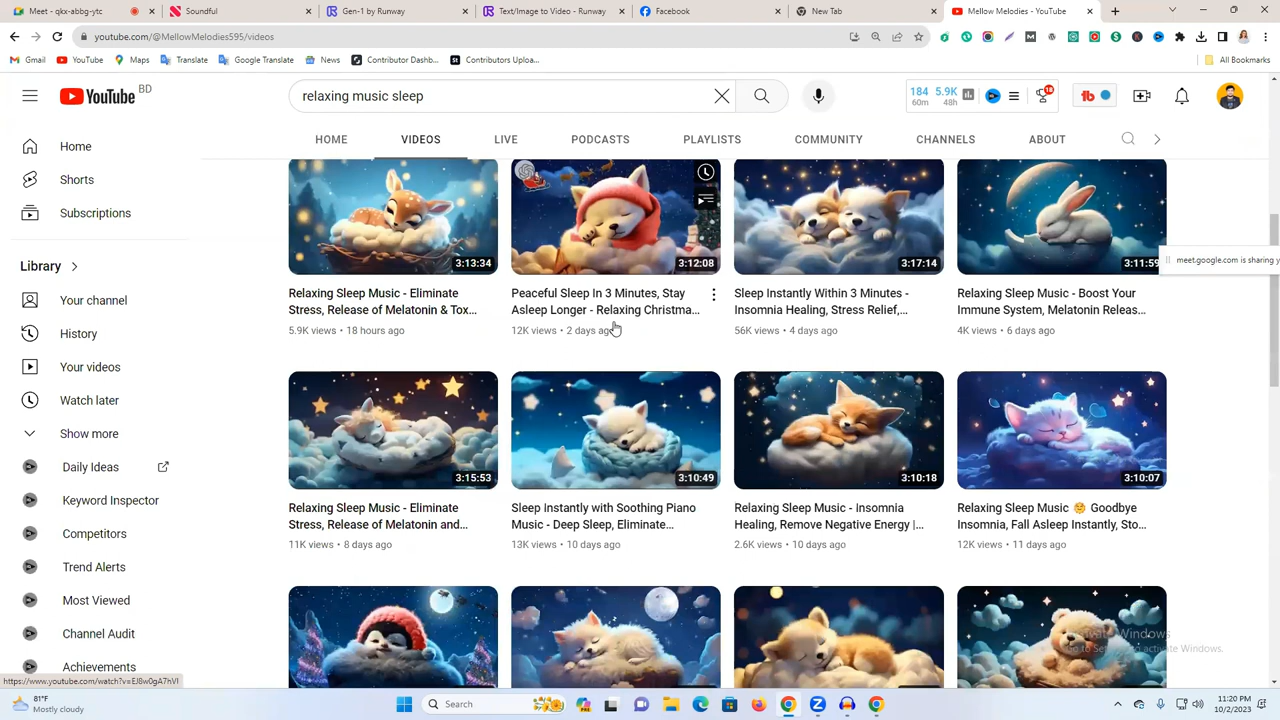 Meet - qkx-abbg-ytc
Soundful
Gen-1 by Runway
Text/Image to Video - Runway
Facebook
New Tab
Mellow Melodies - YouTube
youtube.com/@MellowMelodies595/videos
Gmail
YouTube
Maps
Translate
Google Translate
News
Contributor Dashb...
Contributors Uploa...
All Bookmarks
YouTube BD
relaxing music sleep
184 5.9K
60m 48h
18
HOME
VIDEOS
LIVE
PODCASTS
PLAYLISTS
COMMUNITY
CHANNELS
ABOUT
Home
Shorts
Subscriptions
Library
Your channel
History
Your videos
Watch later
Show more
Daily Ideas
Keyword Inspector
Competitors
Trend Alerts
Most Viewed
Channel Audit
Achievements
3:13:34
3:12:08
3:17:14
3:11:59
meet.google.com is sharing y
Relaxing Sleep Music - Eliminate
Stress, Release of Melatonin & Tox...
5.9K views • 18 hours ago
Peaceful Sleep In 3 Minutes, Stay
Asleep Longer - Relaxing Christma...
12K views • 2 days ago
Sleep Instantly Within 3 Minutes -
Insomnia Healing, Stress Relief,...
56K views • 4 days ago
Relaxing Sleep Music - Boost Your
Immune System, Melatonin Releas...
4K views • 6 days ago
3:15:53
3:10:49
3:10:18
3:10:07
Relaxing Sleep Music - Eliminate
Stress, Release of Melatonin and...
11K views • 8 days ago
Sleep Instantly with Soothing Piano
Music - Deep Sleep, Eliminate...
13K views • 10 days ago
Relaxing Sleep Music - Insomnia
Healing, Remove Negative Energy |...
2.6K views • 10 days ago
Relaxing Sleep Music 🤗 Goodbye
Insomnia, Fall Asleep Instantly, Sto...
12K views • 11 days ago
Activate Windows
Go to Settings to activate Windows.
https://www.youtube.com/watch?v=EJ8w0gA7hVI
81°F
Mostly cloudy
Search
11:20 PM
10/2/2023